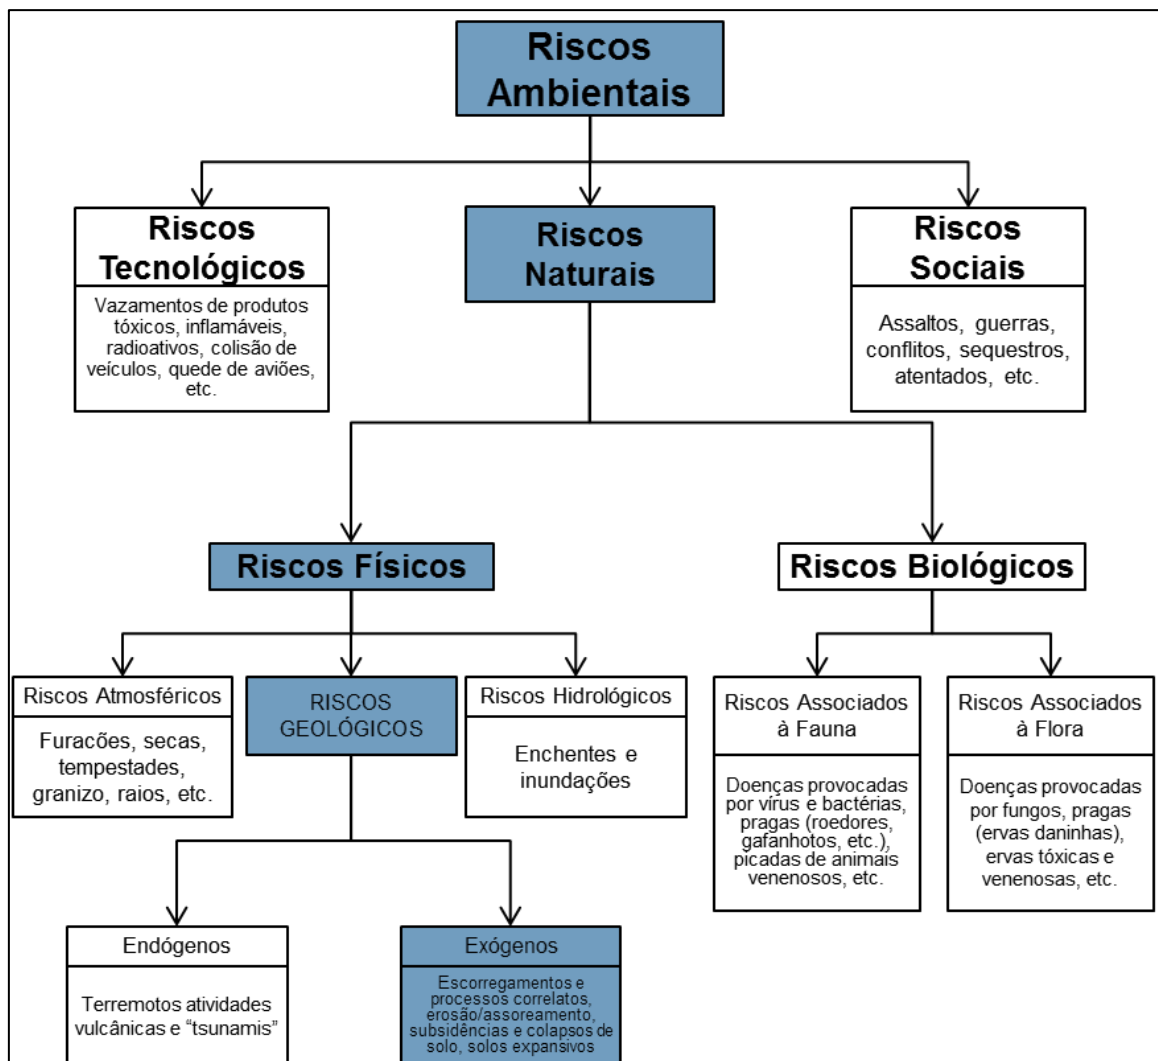 Riscos
Ambientais
Riscos
Tecnológicos
Vazamentos de produtos
tóxicos, inflamáveis,
radioativos, colisão de
veículos, quede de aviões,
etc.
Riscos
Naturais
Riscos
Sociais
Assaltos, guerras,
conflitos, sequestros,
atentados, etc.
Riscos Físicos
Riscos Biológicos
Riscos Atmosféricos
Furacões, secas,
tempestades,
granizo, raios, etc.
RISCOS
GEOLÓGICOS
Riscos Hidrológicos
Enchentes e
inundações
Riscos Associados
à Fauna
Doenças provocadas
por vírus e bactérias,
pragas (roedores,
gafanhotos, etc.),
picadas de animais
venenosos, etc.
Riscos Associados
à Flora
Doenças provocadas
por fungos, pragas
(ervas daninhas),
ervas tóxicas e
venenosas, etc.
Endógenos
Terremotos atividades
vulcânicas e “tsunamis”
Exógenos
Escorregamentos e
processos correlatos,
erosão/assoreamento,
subsidências e colapsos de
solo, solos expansivos